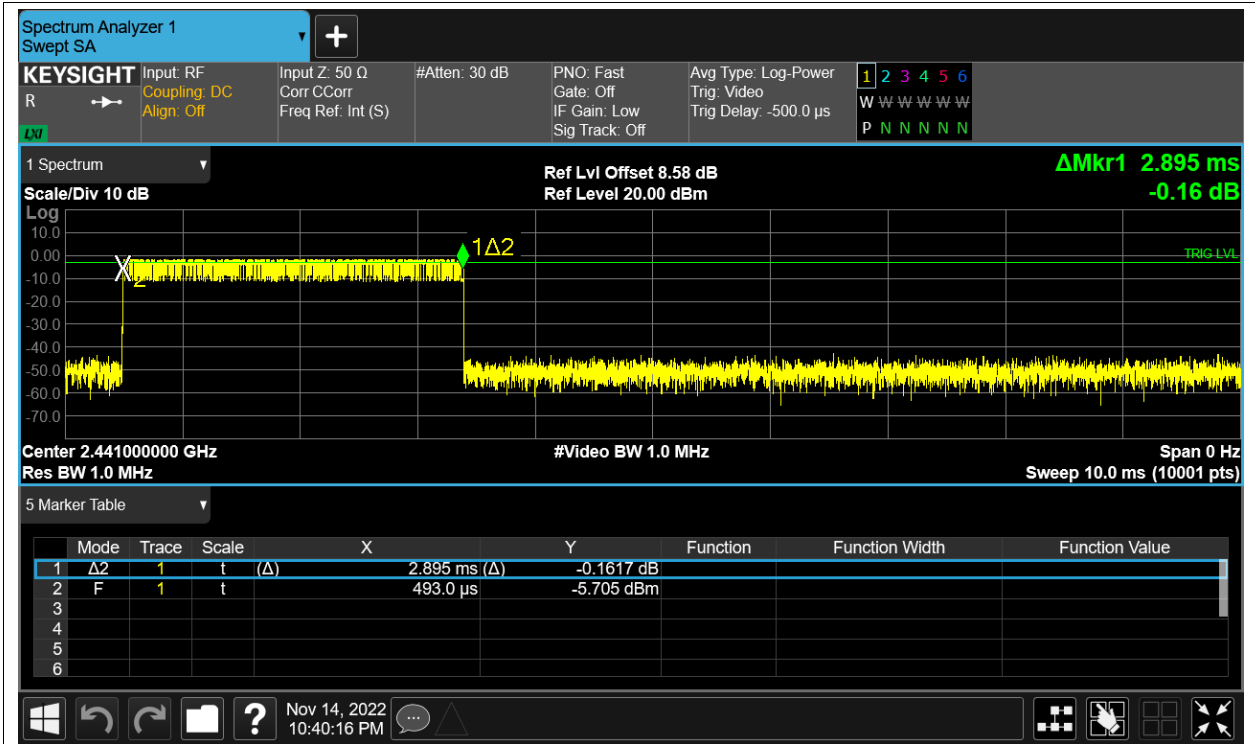 Spectrum Analyzer 1
Swept SA
KEYSIGHT Input: RF Input Z: 50 Ω #Atten: 30 dB PNO: Fast Avg Type: Log-Power 1 2 3 4 5 6
R Coupling: DC Corr CCorr Gate: Off Trig: Video W W W W W W
Align: Off Freq Ref: Int (S) IF Gain: Low Trig Delay: -500.0 µs
LXI Sig Track: Off P N N N N N
1 Spectrum Ref Lvl Offset 8.58 dB ΔMkr1 2.895 ms
Scale/Div 10 dB Ref Level 20.00 dBm -0.16 dB
Log
10.0
1Δ2
0.00 TRIG LVL
-10.0 2
-20.0
-30.0
-40.0
-50.0
-60.0
-70.0
Center 2.441000000 GHz #Video BW 1.0 MHz Span 0 Hz
Res BW 1.0 MHz Sweep 10.0 ms (10001 pts)
5 Marker Table
Mode Trace Scale X Y Function Function Width Function Value
1 Δ2 1 t (Δ) 2.895 ms (Δ) -0.1617 dB
2 F 1 t 493.0 µs -5.705 dBm
3
4
5
6
? Nov 14, 2022
10:40:16 PM